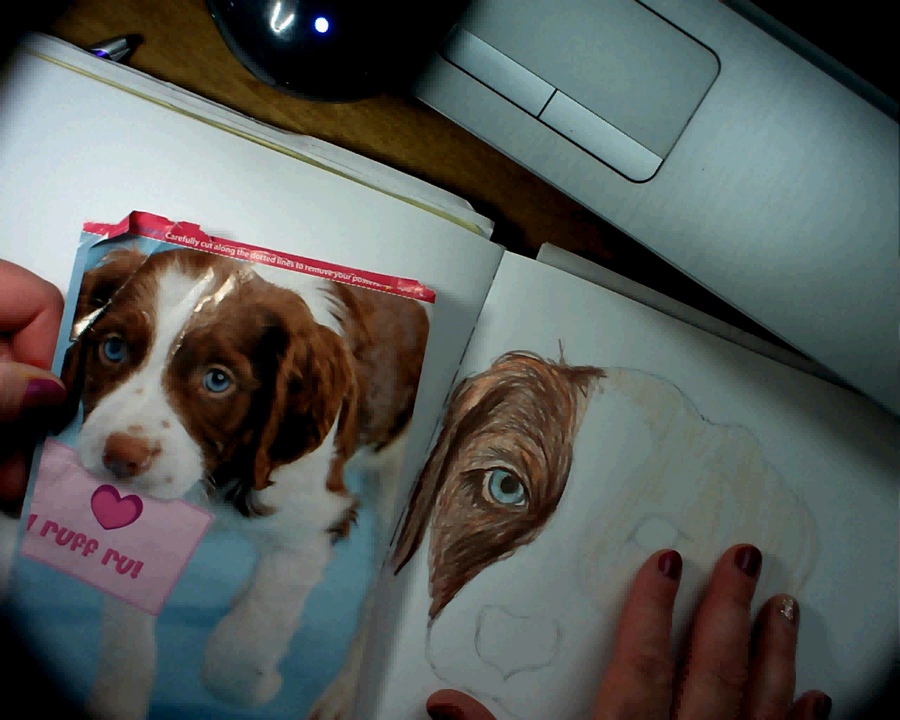 Carefully cut along the dotted lines to remove your poster
I ruff ru!